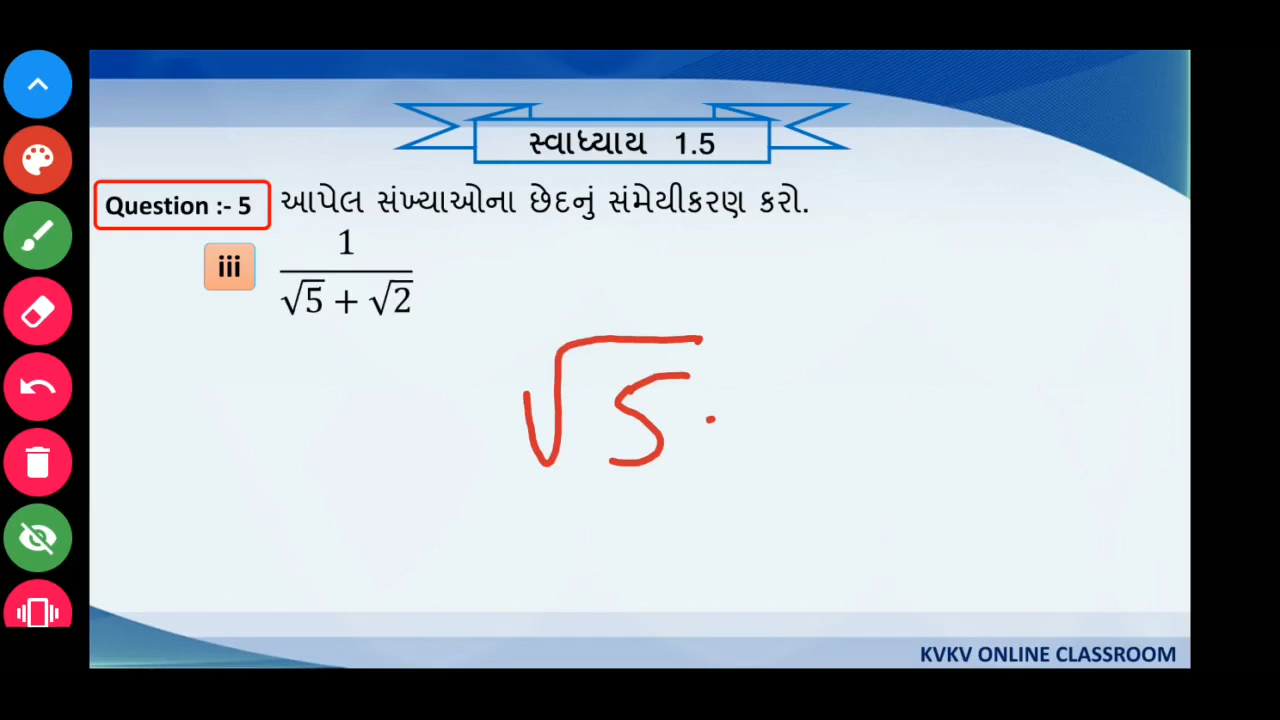 સ્વાધ્યાય 1.5
Question :- 5 આપેલ સંખ્યાઓના છેદનું સંમેયીકરણ કરો.
iii 1
√5 + √2
√5 .
KVKV ONLINE CLASSROOM